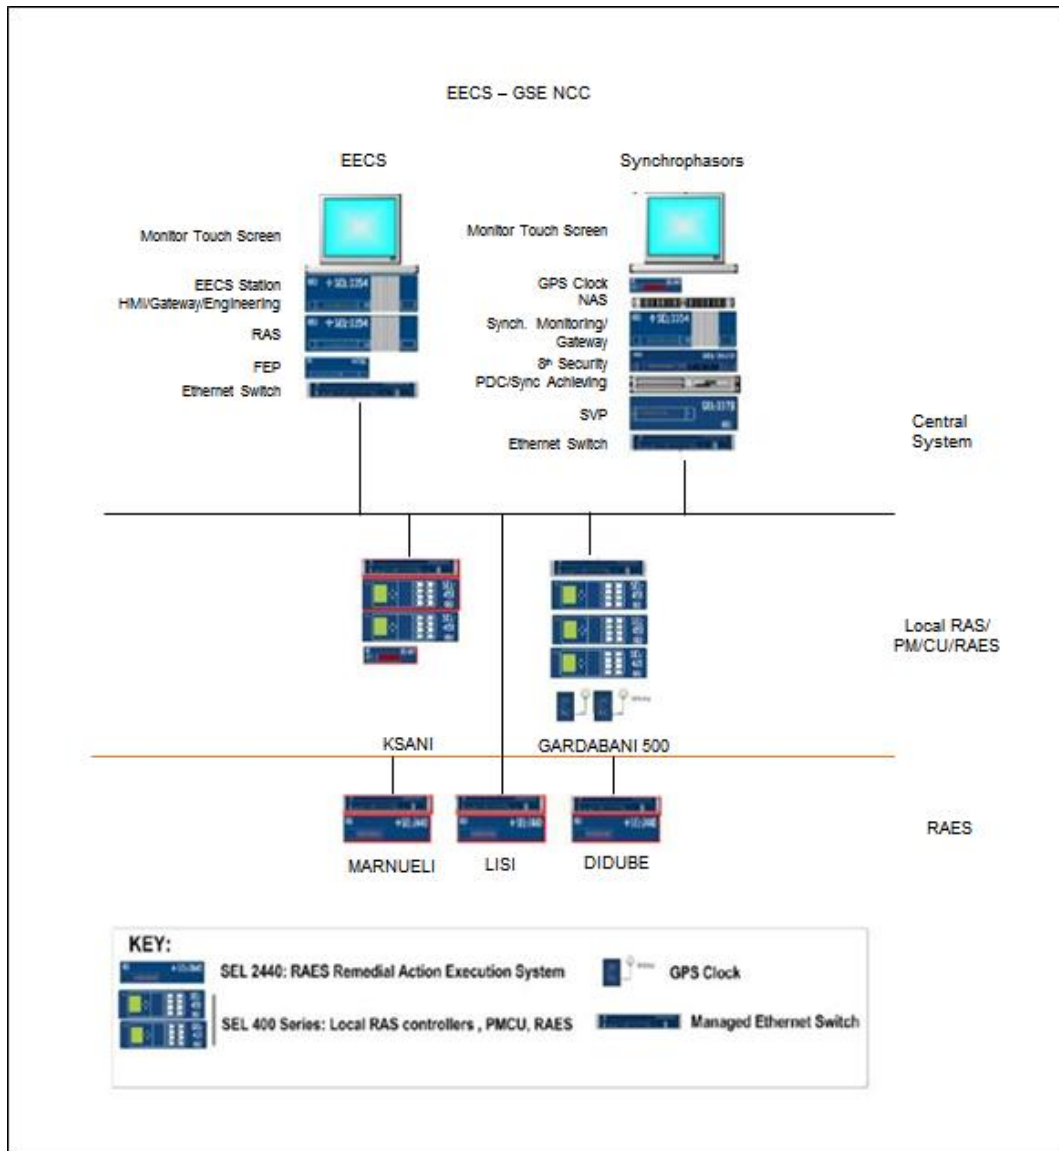 EECS – GSE NCC
EECS
Synchrophasors
Monitor Touch Screen
EECS Station
HMI/Gateway/Engineering
RAS
FEP
Ethernet Switch
Monitor Touch Screen
GPS Clock
NAS
Synch. Monitoring/
Gateway
Security
PDC/Sync Achieving
SVP
Ethernet Switch
Central
System
Local RAS/
PM/CU/RAES
KSANI
GARDABANI 500
RAES
MARNUELI
LISI
DIDUBE
KEY:
SEL 2440: RAES Remedial Action Execution System
GPS Clock
SEL 400 Series: Local RAS controllers , PMCU, RAES
Managed Ethernet Switch